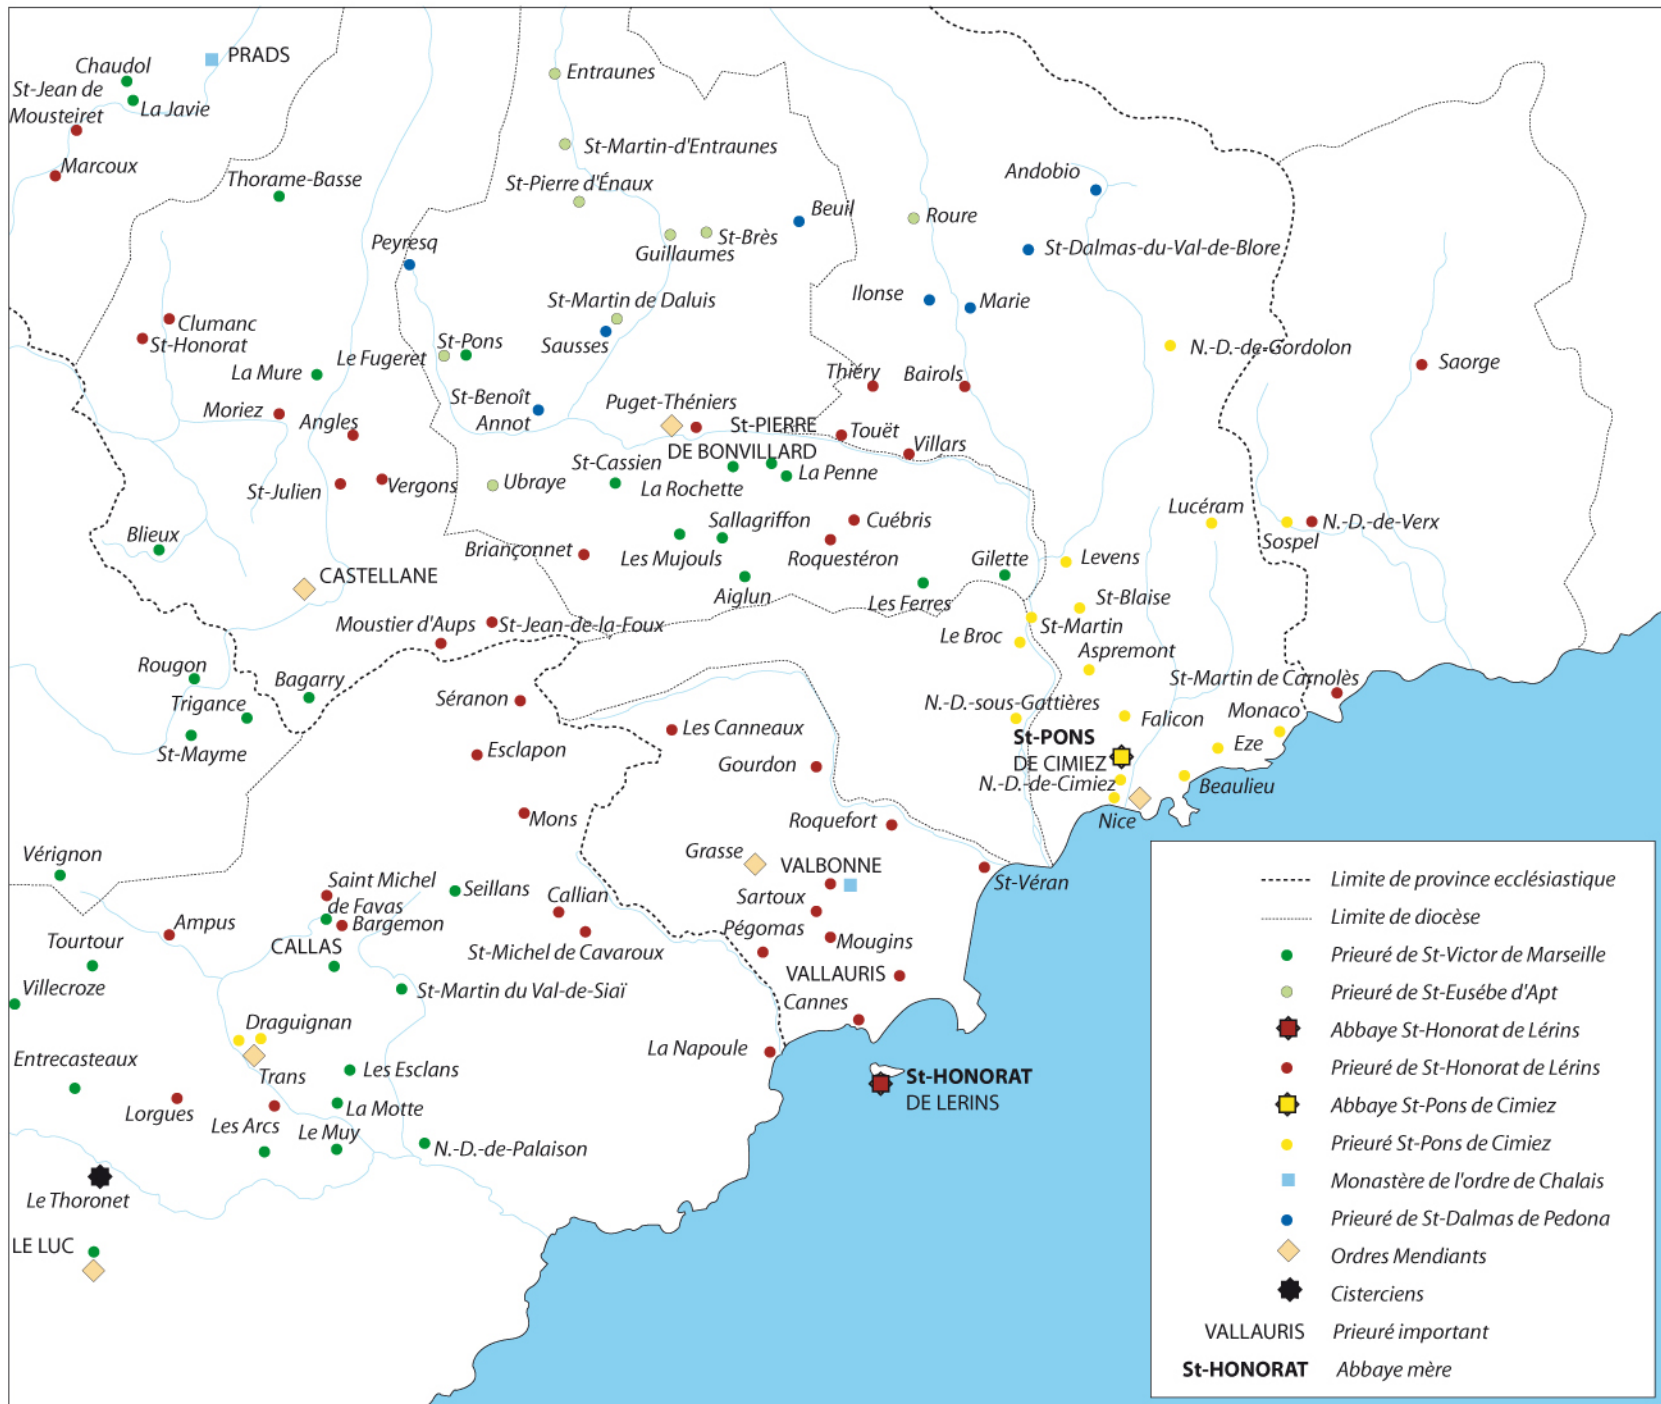 PRADS
Chaudol
St-Jean de
Mousteiret
La Javie
Marcoux
Thorame-Basse
Entraunes
St-Martin-d'Entraunes
St-Pierre d'Énaux
Guillaumes
St-Brès
Beuil
Roure
Andobio
St-Dalmas-du-Val-de-Blore
Peyresq
Ilonse
Marie
St-Martin de Daluis
Sausses
Clumanc
St-Honorat
La Mure
Le Fugeret
St-Pons
N.-D.-de-Gordolon
Saorge
Thiéry
Bairols
Moriez
Angles
St-Benoît
Annot
Puget-Théniers
St-PIERRE
DE BONVILLARD
Touët
Villars
St-Julien
Vergons
Ubraye
St-Cassien
La Rochette
La Penne
Blieux
Briançonnet
Les Mujouls
Sallagriffon
Cuébris
Roquestéron
Lucéram
Sospel
N.-D.-de-Verx
CASTELLANE
Aiglun
Les Ferres
Gilette
Levens
St-Blaise
Moustier d'Aups
St-Jean-de-la-Foux
Le Broc
St-Martin
Aspremont
Rougon
Trigance
Bagarry
St-Mayme
Séranon
Esclapon
Les Canneaux
Gourdon
N.-D.-sous-Gattières
St-Martin de Carnolès
Falicon
Monaco
Eze
St-PONS
DE CIMIEZ
N.-D.-de-Cimiez
Beaulieu
Nice
Mons
Roquefort
Vérignon
Grasse
VALBONNE
St-Véran
Saint Michel
de Favas
Bargemon
Seillans
Callian
Sartoux
Ampus
Tourtour
CALLAS
St-Michel de Cavaroux
Pégomas
Mougins
Villecroze
St-Martin du Val-de-Siaï
VALLAURIS
Cannes
Draguignan
Entrecasteaux
Trans
Les Esclans
La Napoule
St-HONORAT
DE LERINS
Lorgues
Les Arcs
La Motte
Le Muy
N.-D.-de-Palaison
Le Thoronet
LE LUC
Limite de province ecclésiastique
Limite de diocèse
Prieuré de St-Victor de Marseille
Prieuré de St-Eusébe d'Apt
Abbaye St-Honorat de Lérins
Prieuré de St-Honorat de Lérins
Abbaye St-Pons de Cimiez
Prieuré St-Pons de Cimiez
Monastère de l'ordre de Chalais
Prieuré de St-Dalmas de Pedona
Ordres Mendiants
Cisterciens
VALLAURIS Prieuré important
St-HONORAT Abbaye mère